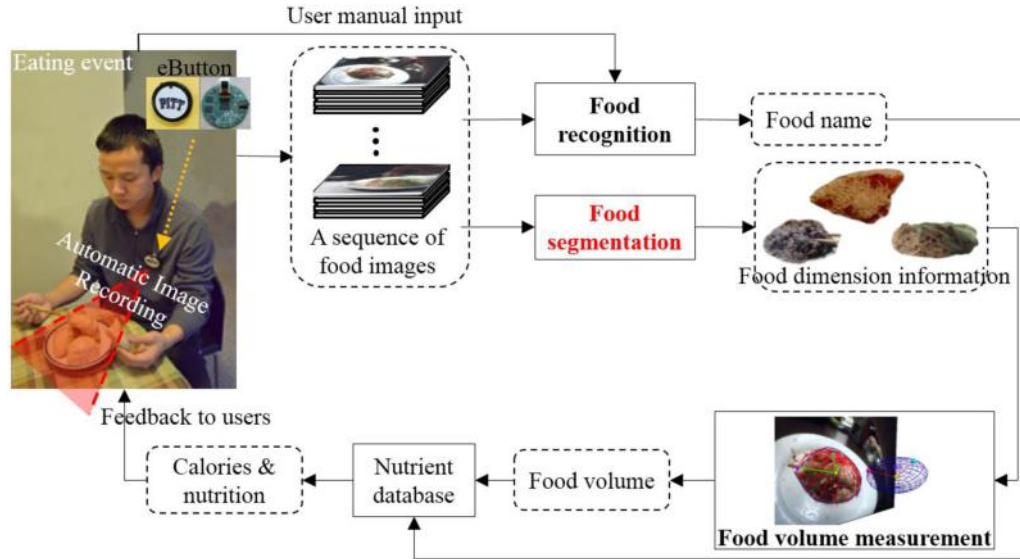 User manual input
Eating event
eButton
PITT
Food
recognition
Food name
A sequence of
food images
Food
segmentation
Food dimension information
Automatic Image
Recording
Feedback to users
Calories &
nutrition
Nutrient
database
Food volume
Food volume measurement